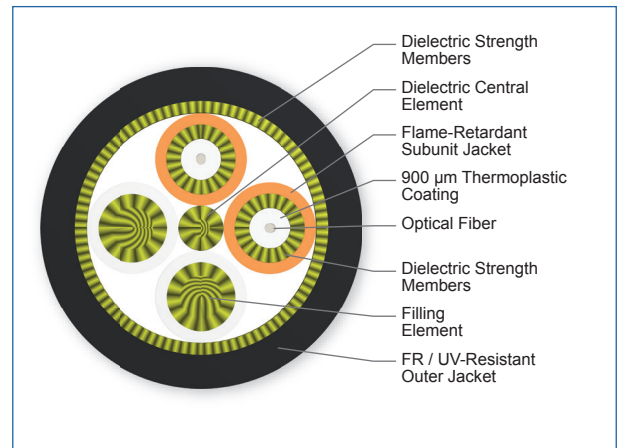 Dielectric Strength
Members
Dielectric Central
Element
Flame-Retardant
Subunit Jacket
900 µm Thermoplastic
Coating
Optical Fiber
Dielectric Strength
Members
Filling
Element
FR / UV-Resistant
Outer Jacket